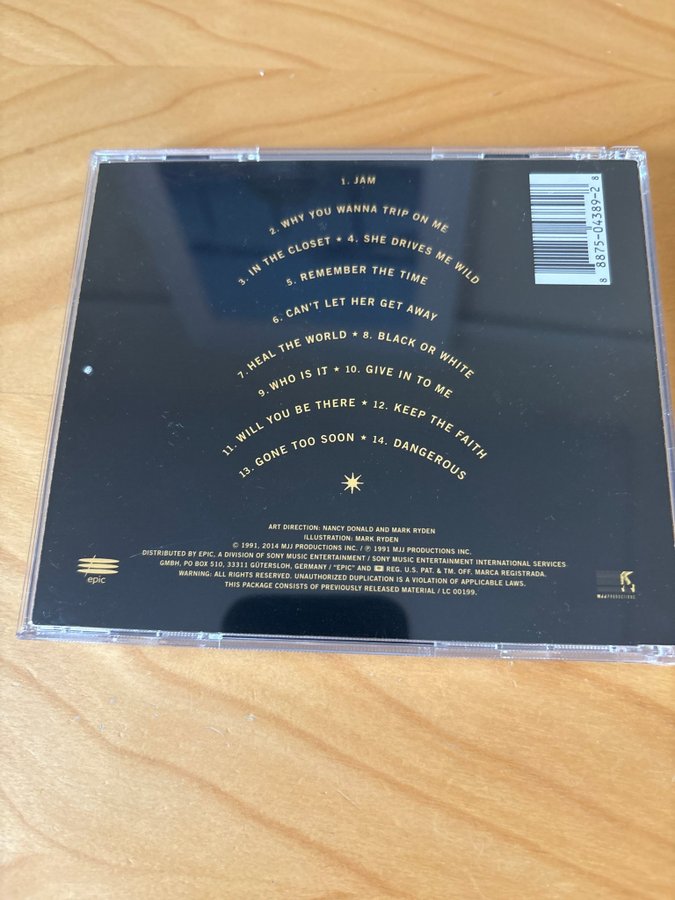 1. JAM
2. WHY YOU WANNA TRIP ON ME
3. IN THE CLOSET ★ 4. SHE DRIVES ME WILD
5. REMEMBER THE TIME
6. CAN'T LET HER GET AWAY
7. HEAL THE WORLD ★ 8. BLACK OR WHITE
9. WHO IS IT ★ 10. GIVE IN TO ME
11. WILL YOU BE THERE ★ 12. KEEP THE FAITH
13. GONE TOO SOON ★ 14. DANGEROUS
8 8875-04389-2 8
ART DIRECTION: NANCY DONALD AND MARK RYDEN
ILLUSTRATION: MARK RYDEN
© 1991, 2014 MJJ PRODUCTIONS INC. / ℗ 1991 MJJ PRODUCTIONS INC.
DISTRIBUTED BY EPIC, A DIVISION OF SONY MUSIC ENTERTAINMENT / SONY MUSIC ENTERTAINMENT INTERNATIONAL SERVICES
GMBH, PO BOX 510, 33311 GÜTERSLOH, GERMANY / "EPIC" AND REG. U.S. PAT. & TM. OFF. MARCA REGISTRADA.
WARNING: ALL RIGHTS RESERVED. UNAUTHORIZED DUPLICATION IS A VIOLATION OF APPLICABLE LAWS.
THIS PACKAGE CONSISTS OF PREVIOUSLY RELEASED MATERIAL / LC 00199.
epic
MJJ PRODUCTIONS